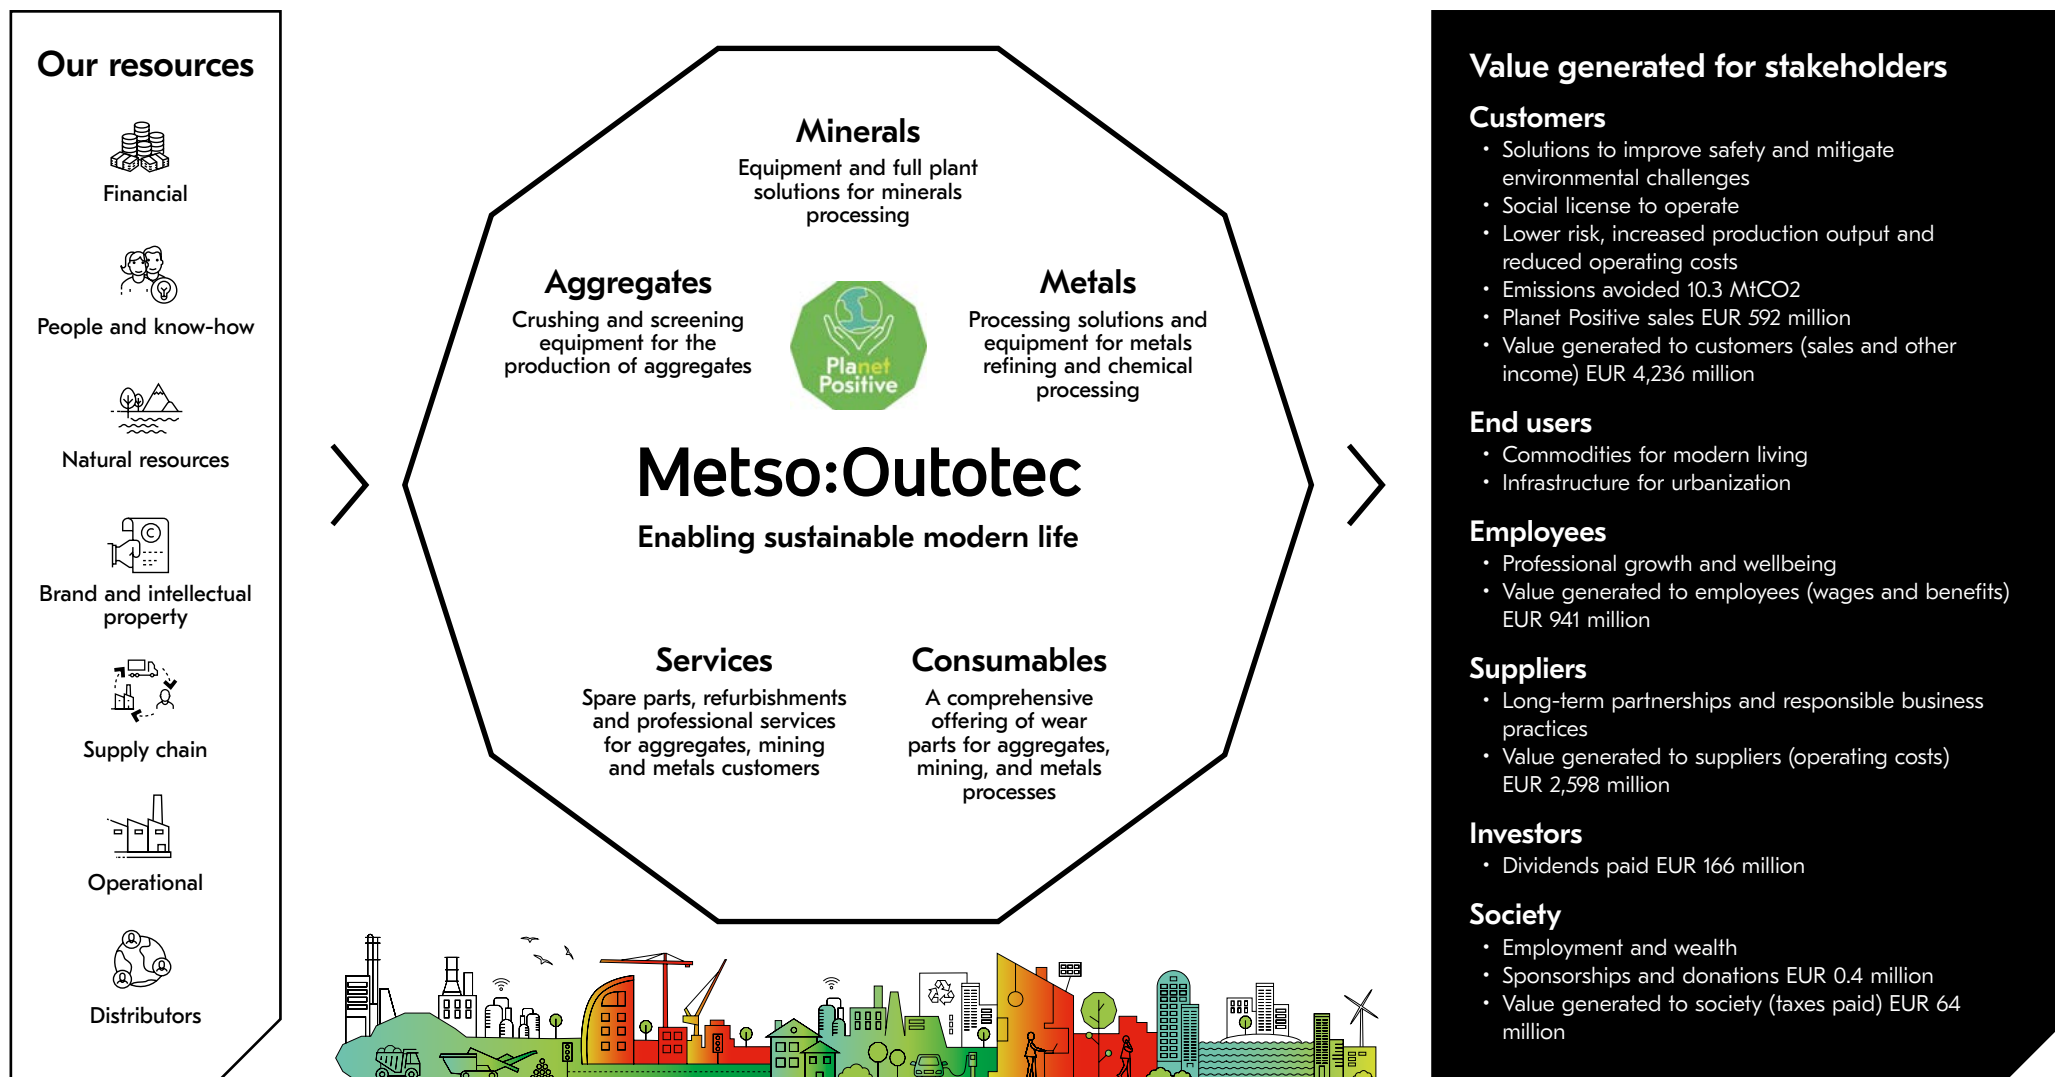 Our resources
Financial
People and know-how
Natural resources
Brand and intellectual
property
Supply chain
Operational
Distributors
Minerals
Equipment and full plant
solutions for minerals
processing
Aggregates
Crushing and screening
equipment for the
production of aggregates
Planet
Positive
Metals
Processing solutions and
equipment for metals
refining and chemical
processing
Metso:Outotec
Enabling sustainable modern life
Services
Spare parts, refurbishments
and professional services
for aggregates, mining
and metals customers
Consumables
A comprehensive
offering of wear
parts for aggregates,
mining, and metals
processes
Value generated for stakeholders
Customers
• Solutions to improve safety and mitigate
environmental challenges
• Social license to operate
• Lower risk, increased production output and
reduced operating costs
• Emissions avoided 10.3 MtCO2
• Planet Positive sales EUR 592 million
• Value generated to customers (sales and other
income) EUR 4,236 million
End users
• Commodities for modern living
• Infrastructure for urbanization
Employees
• Professional growth and wellbeing
• Value generated to employees (wages and benefits)
EUR 941 million
Suppliers
• Long-term partnerships and responsible business
practices
• Value generated to suppliers (operating costs)
EUR 2,598 million
Investors
• Dividends paid EUR 166 million
Society
• Employment and wealth
• Sponsorships and donations EUR 0.4 million
• Value generated to society (taxes paid) EUR 64
million